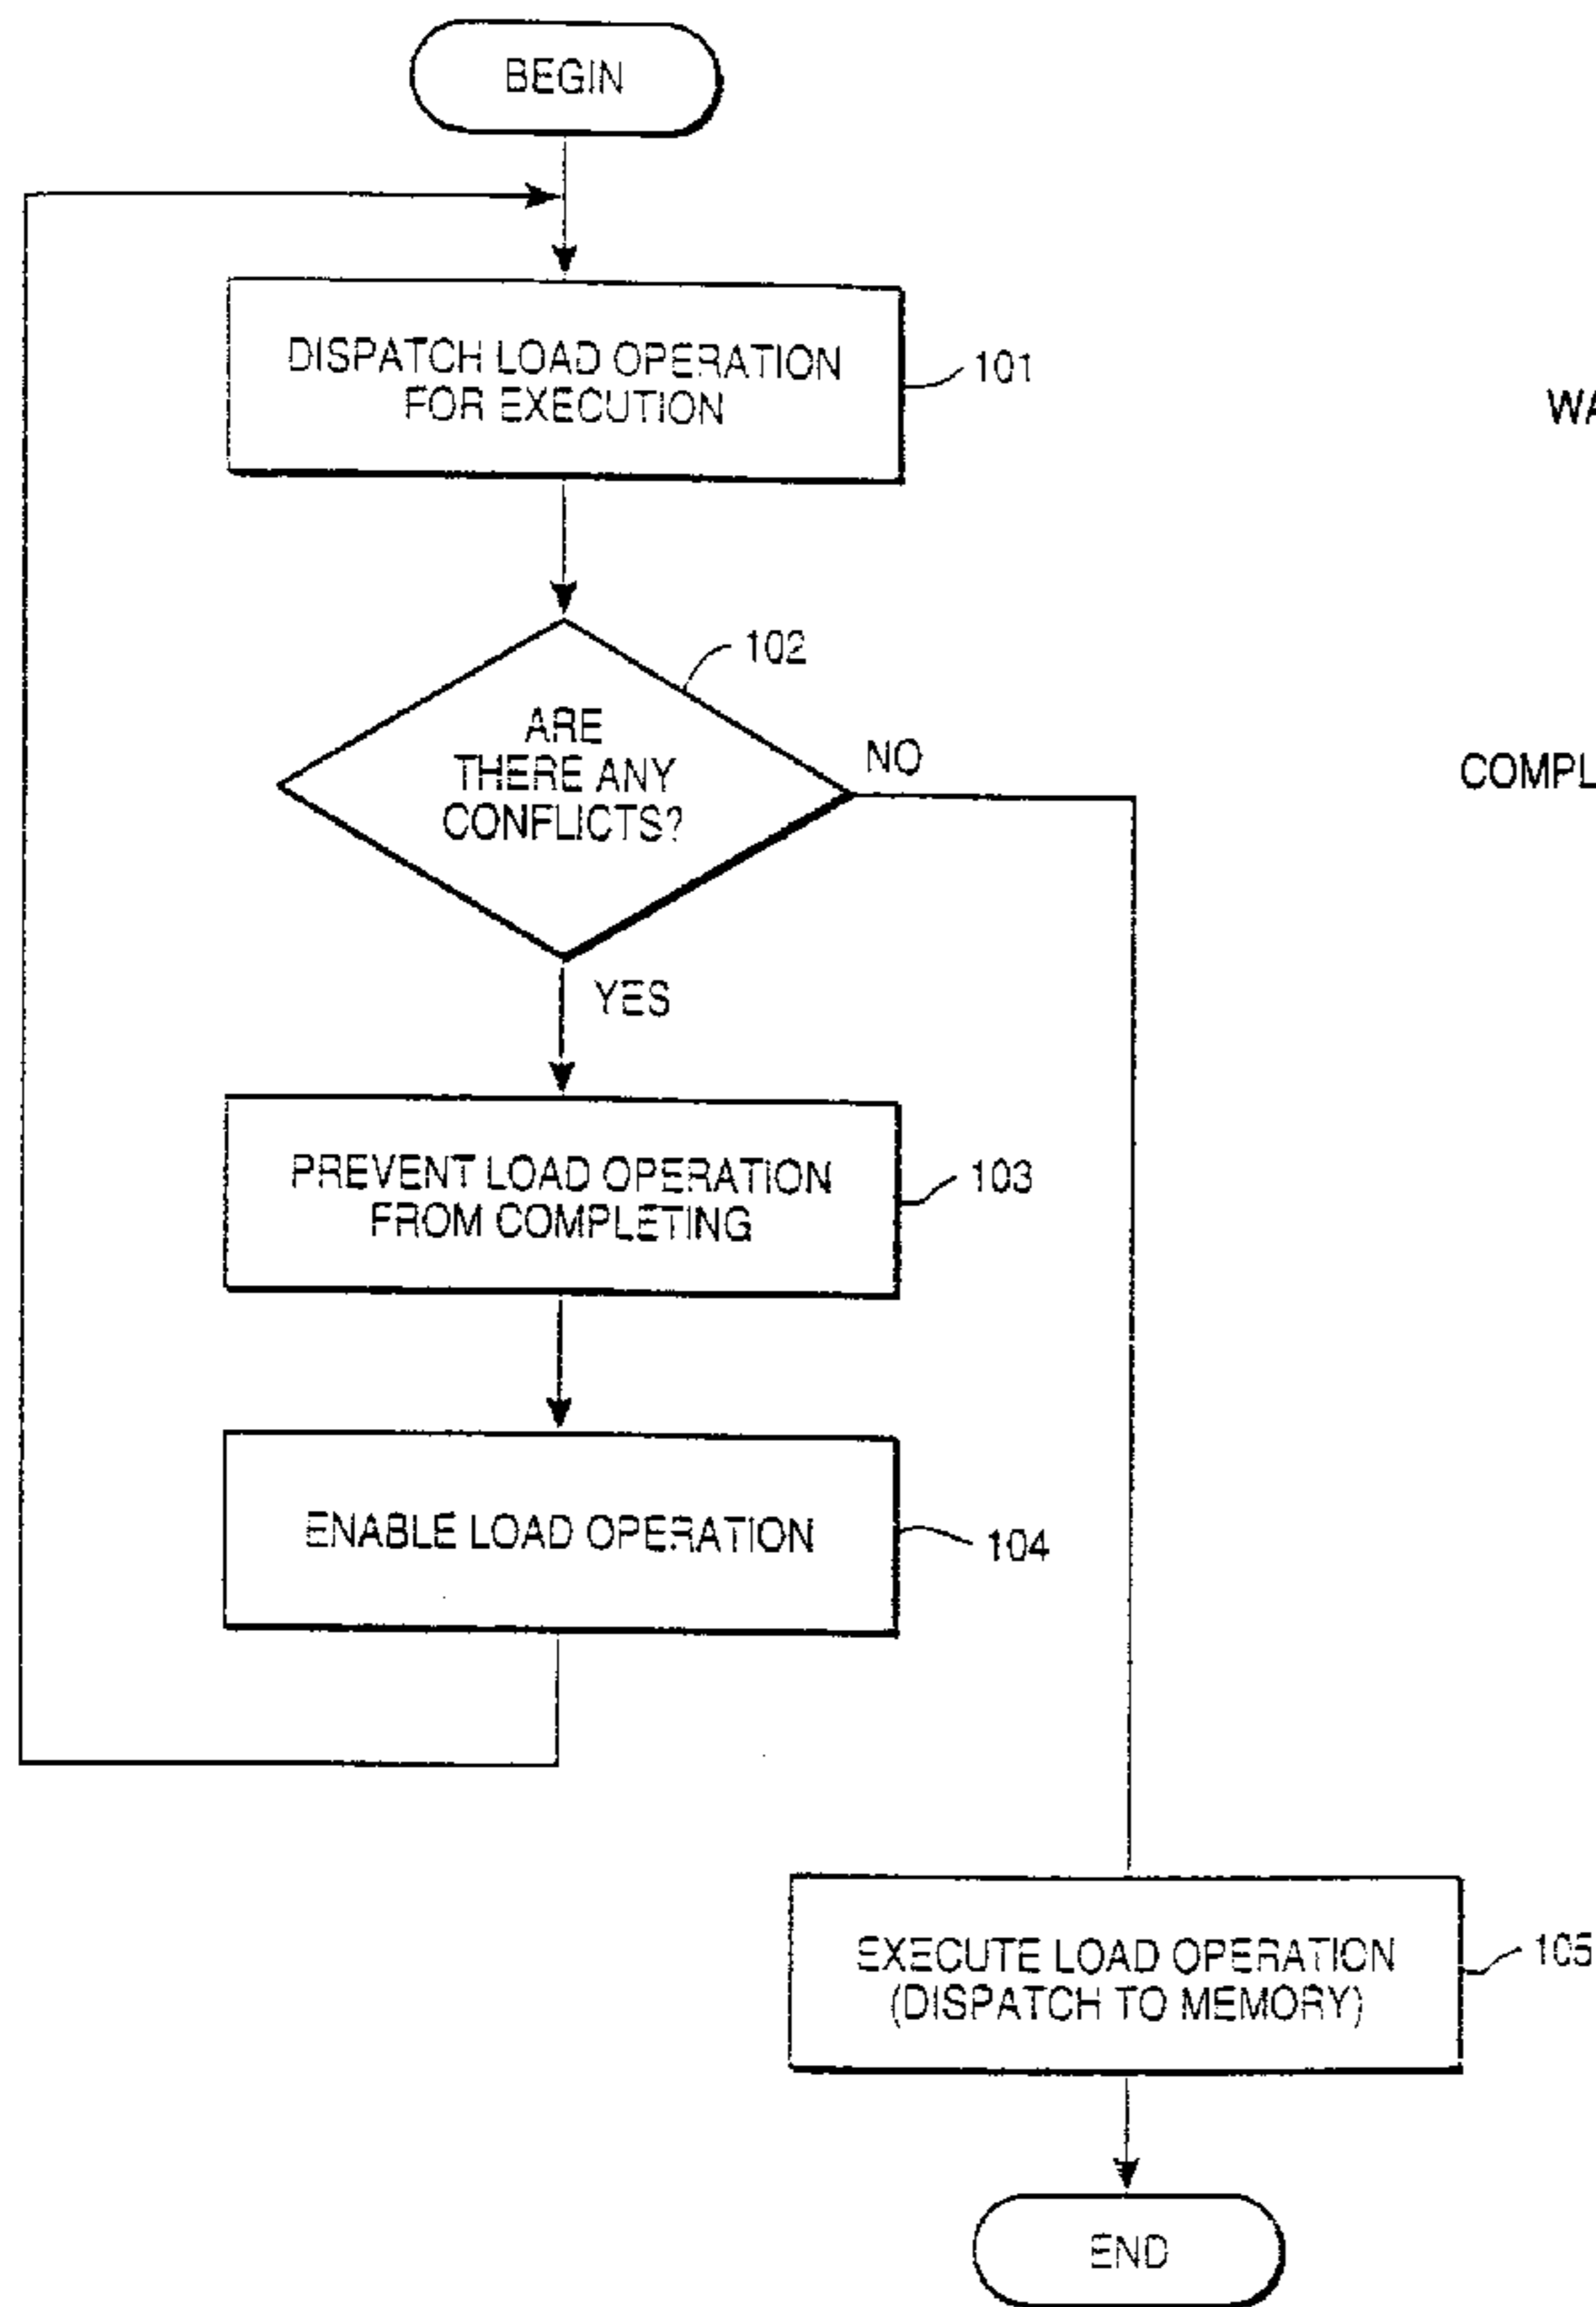 BEGIN
DISPATCH LOAD OPERATION
FOR EXECUTION
101
102
ARE
THERE ANY
CONFLICTS?
NO
YES
PREVENT LOAD OPERATION
FROM COMPLETING
103
ENABLE LOAD OPERATION
104
EXECUTE LOAD OPERATION
(DISPATCH TO MEMORY)
105
END